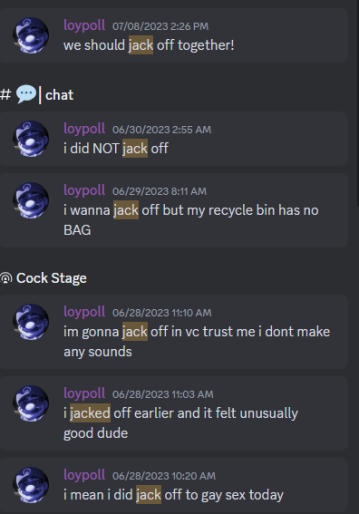 loypoll 07/08/2023 2:26 PM
we should jack off together!
# 💬| chat
loypoll 06/30/2023 2:55 AM
i did NOT jack off
loypoll 06/29/2023 8:11 AM
i wanna jack off but my recycle bin has no
BAG
Cock Stage
loypoll 06/28/2023 11:10 AM
im gonna jack off in vc trust me i dont make
any sounds
loypoll 06/28/2023 11:03 AM
i jacked off earlier and it felt unusually
good dude
loypoll 06/28/2023 10:20 AM
i mean i did jack off to gay sex today